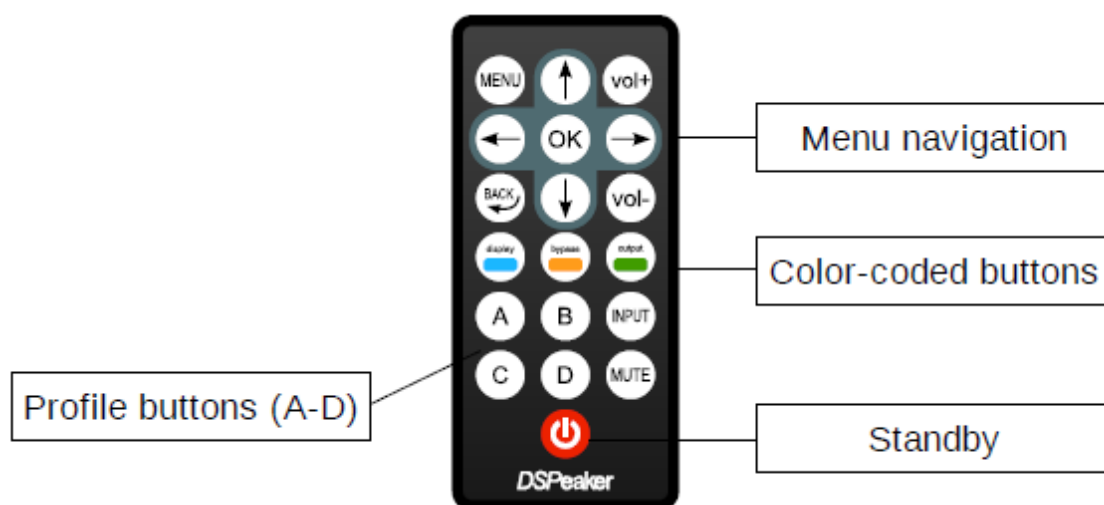 MENU
vol+
Menu navigation
OK
BACK
vol-
display
bypass
output
Color-coded buttons
A
B
INPUT
C
D
MUTE
Profile buttons (A-D)
Standby
DSPeaker